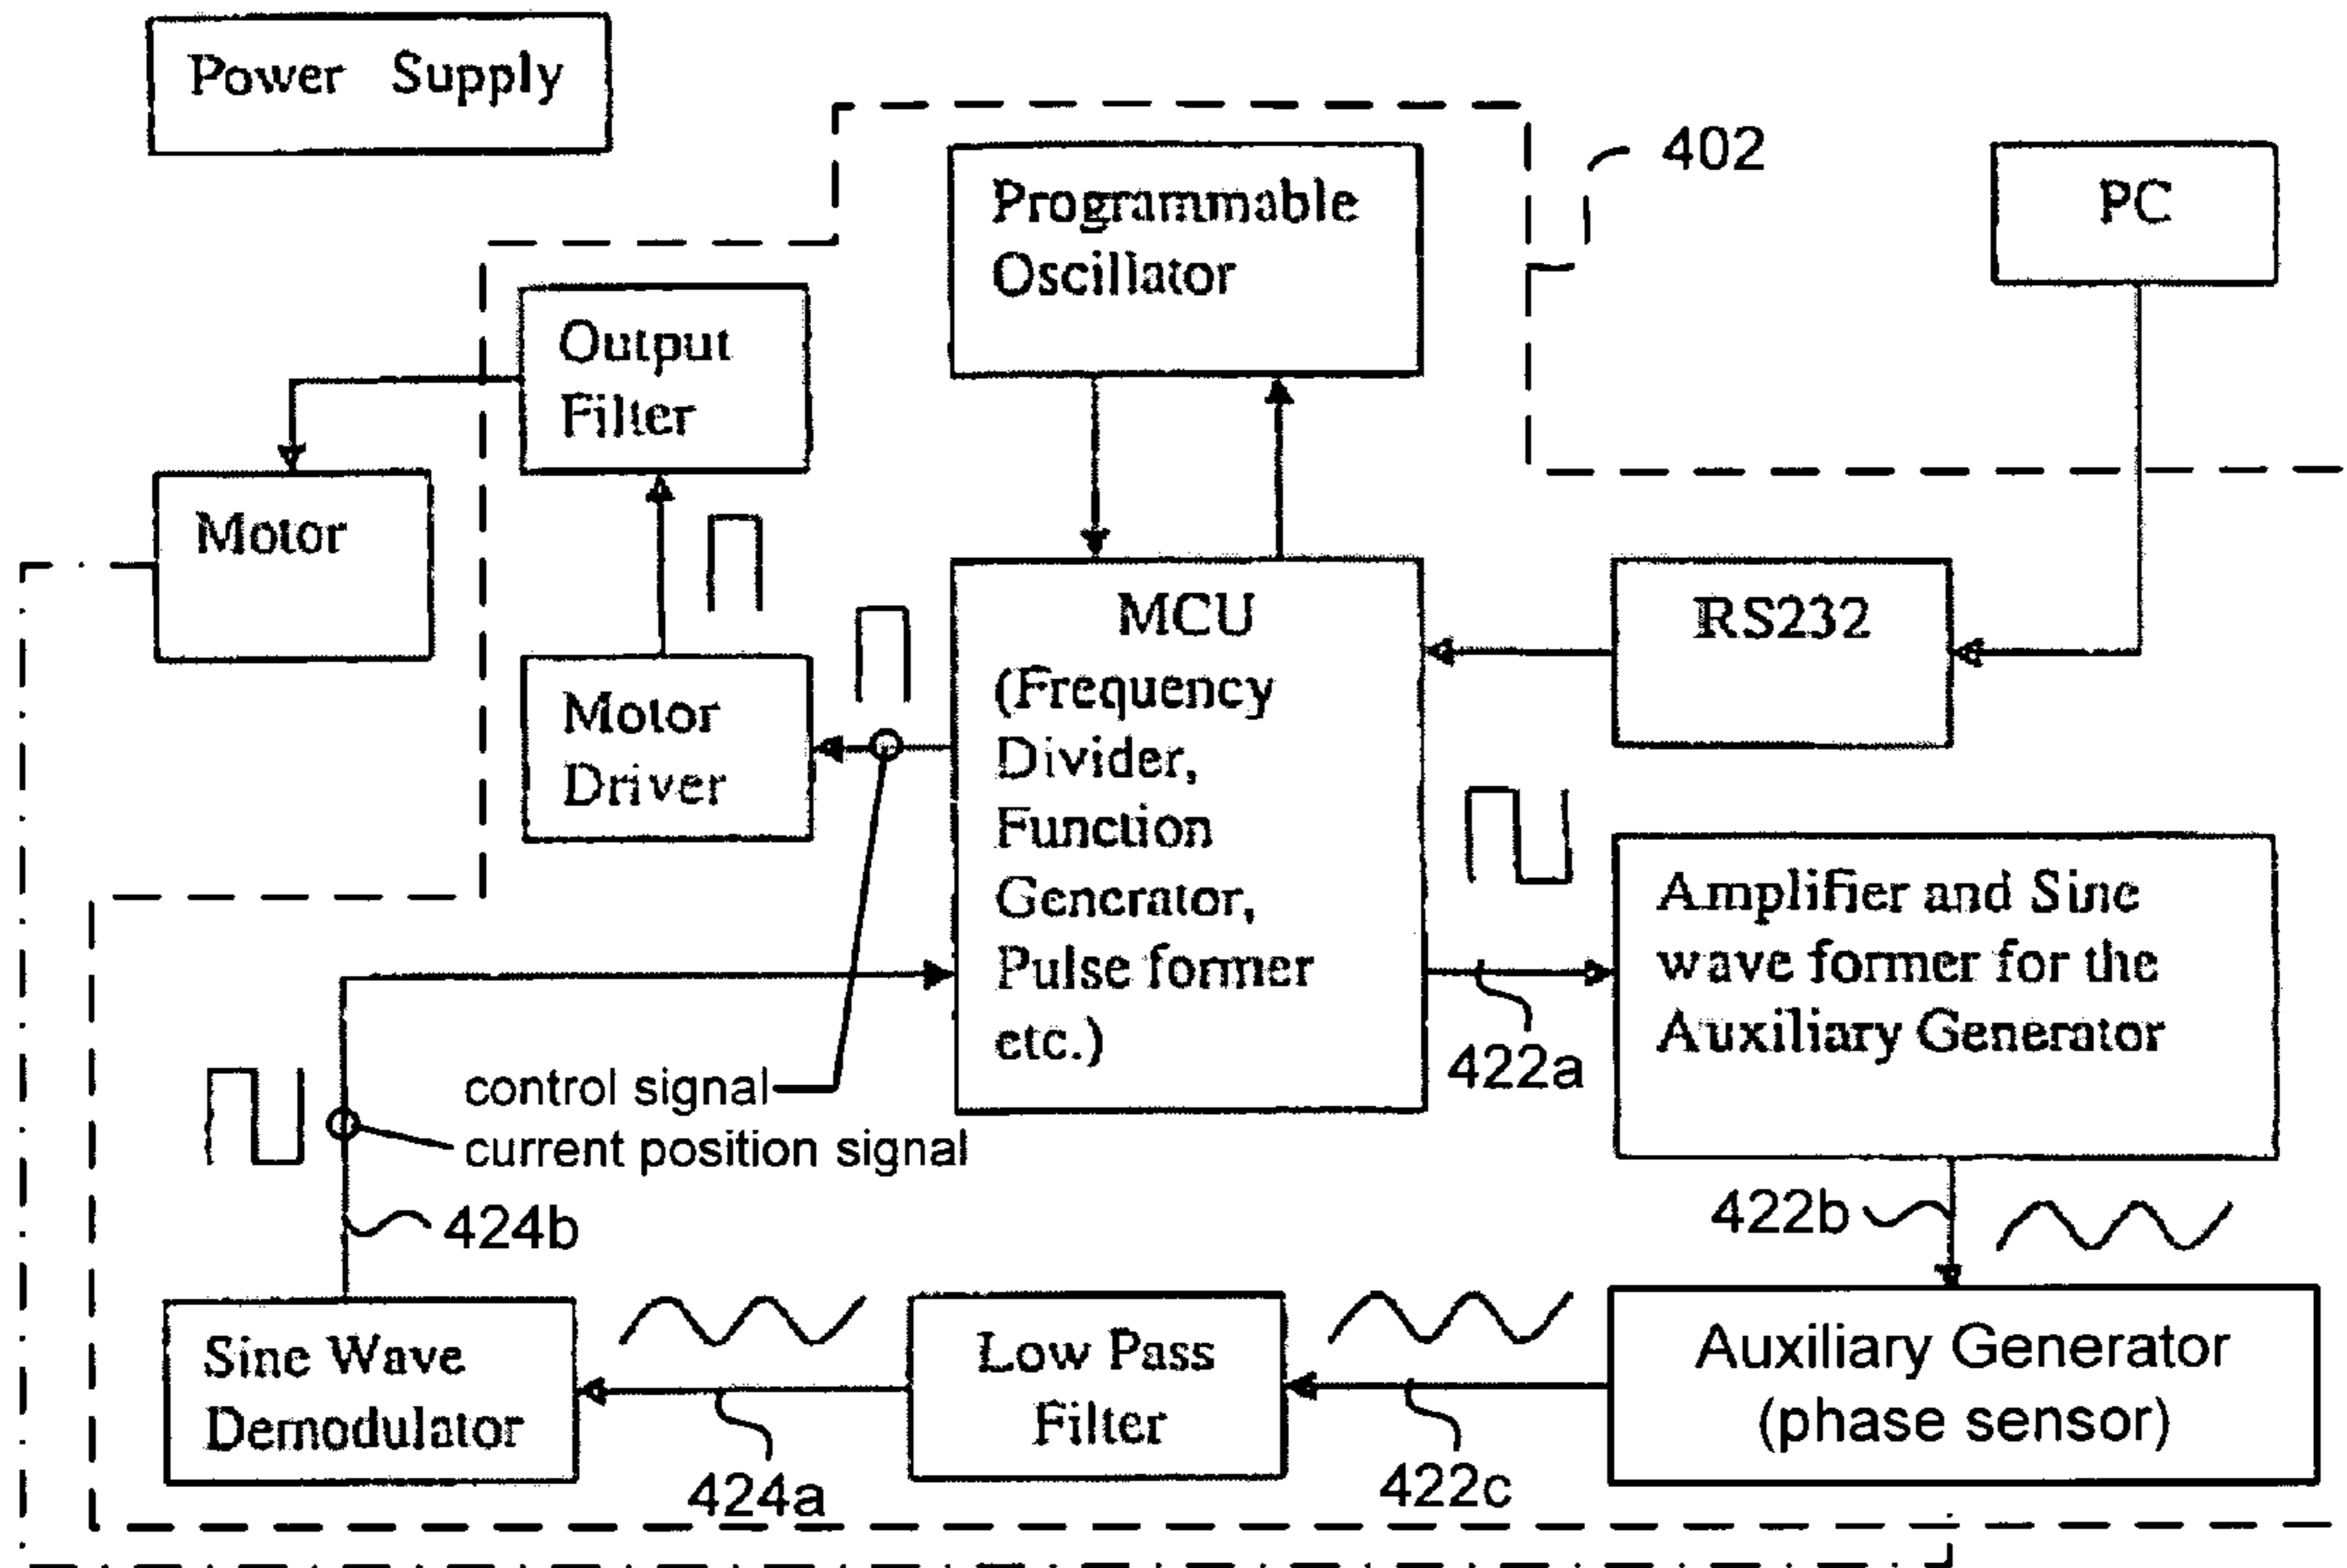 Power Supply
402
Programmable
Oscillator
PC
Output
Filter
Motor
MCU
(Frequency
Divider,
Function
Generator,
Pulse former
etc.)
RS232
Motor
Driver
Amplifier and Sine
wave former for the
Auxiliary Generator
422a
control signal
current position signal
424b
422b
Sine Wave
Demodulator
Low Pass
Filter
Auxiliary Generator
(phase sensor)
424a
422c